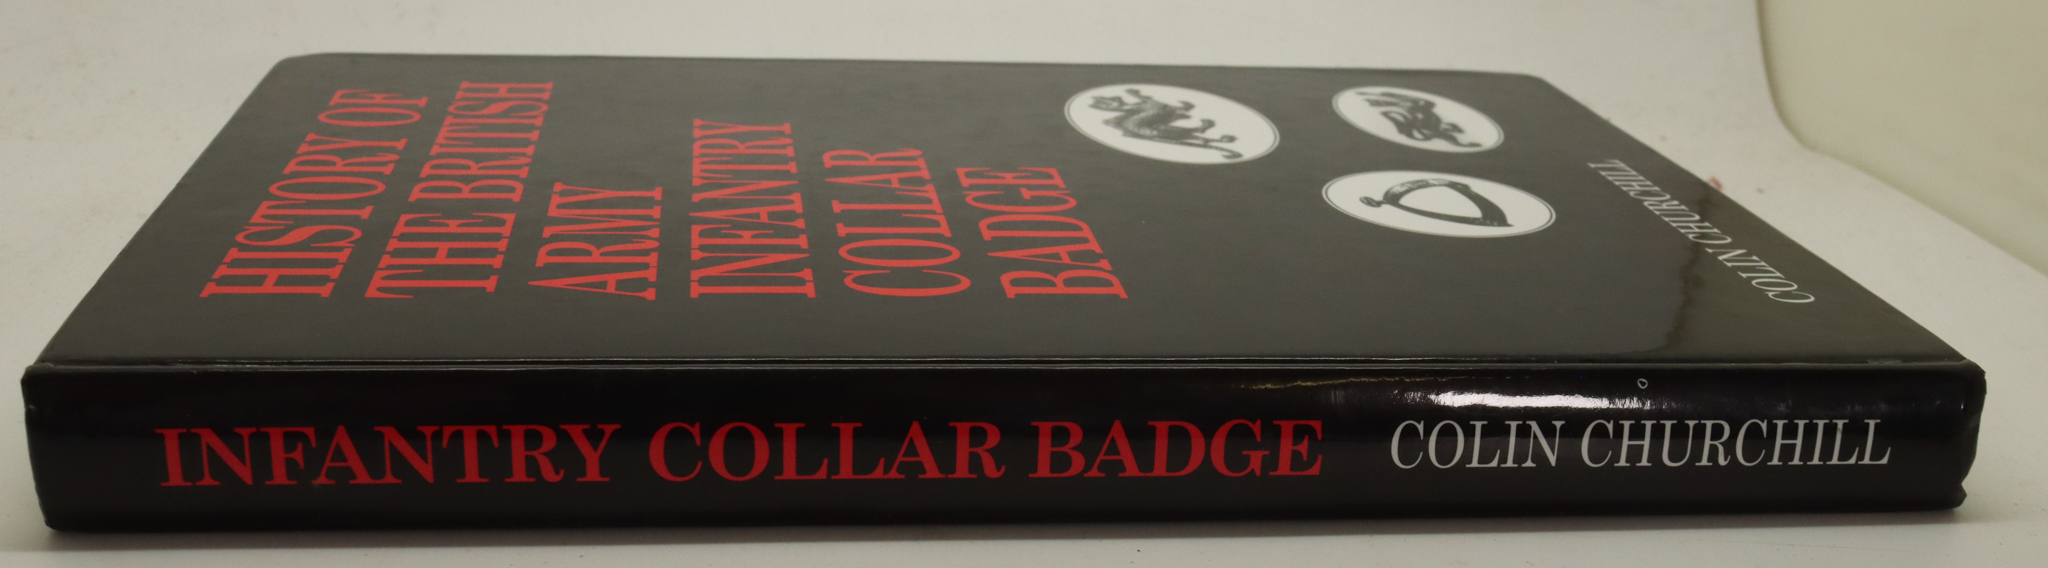 HISTORY OF
THE BRITISH
ARMY
INFANTRY
COLLAR
BADGE
COLIN CHURCHILL
INFANTRY COLLAR BADGE COLIN CHURCHILL